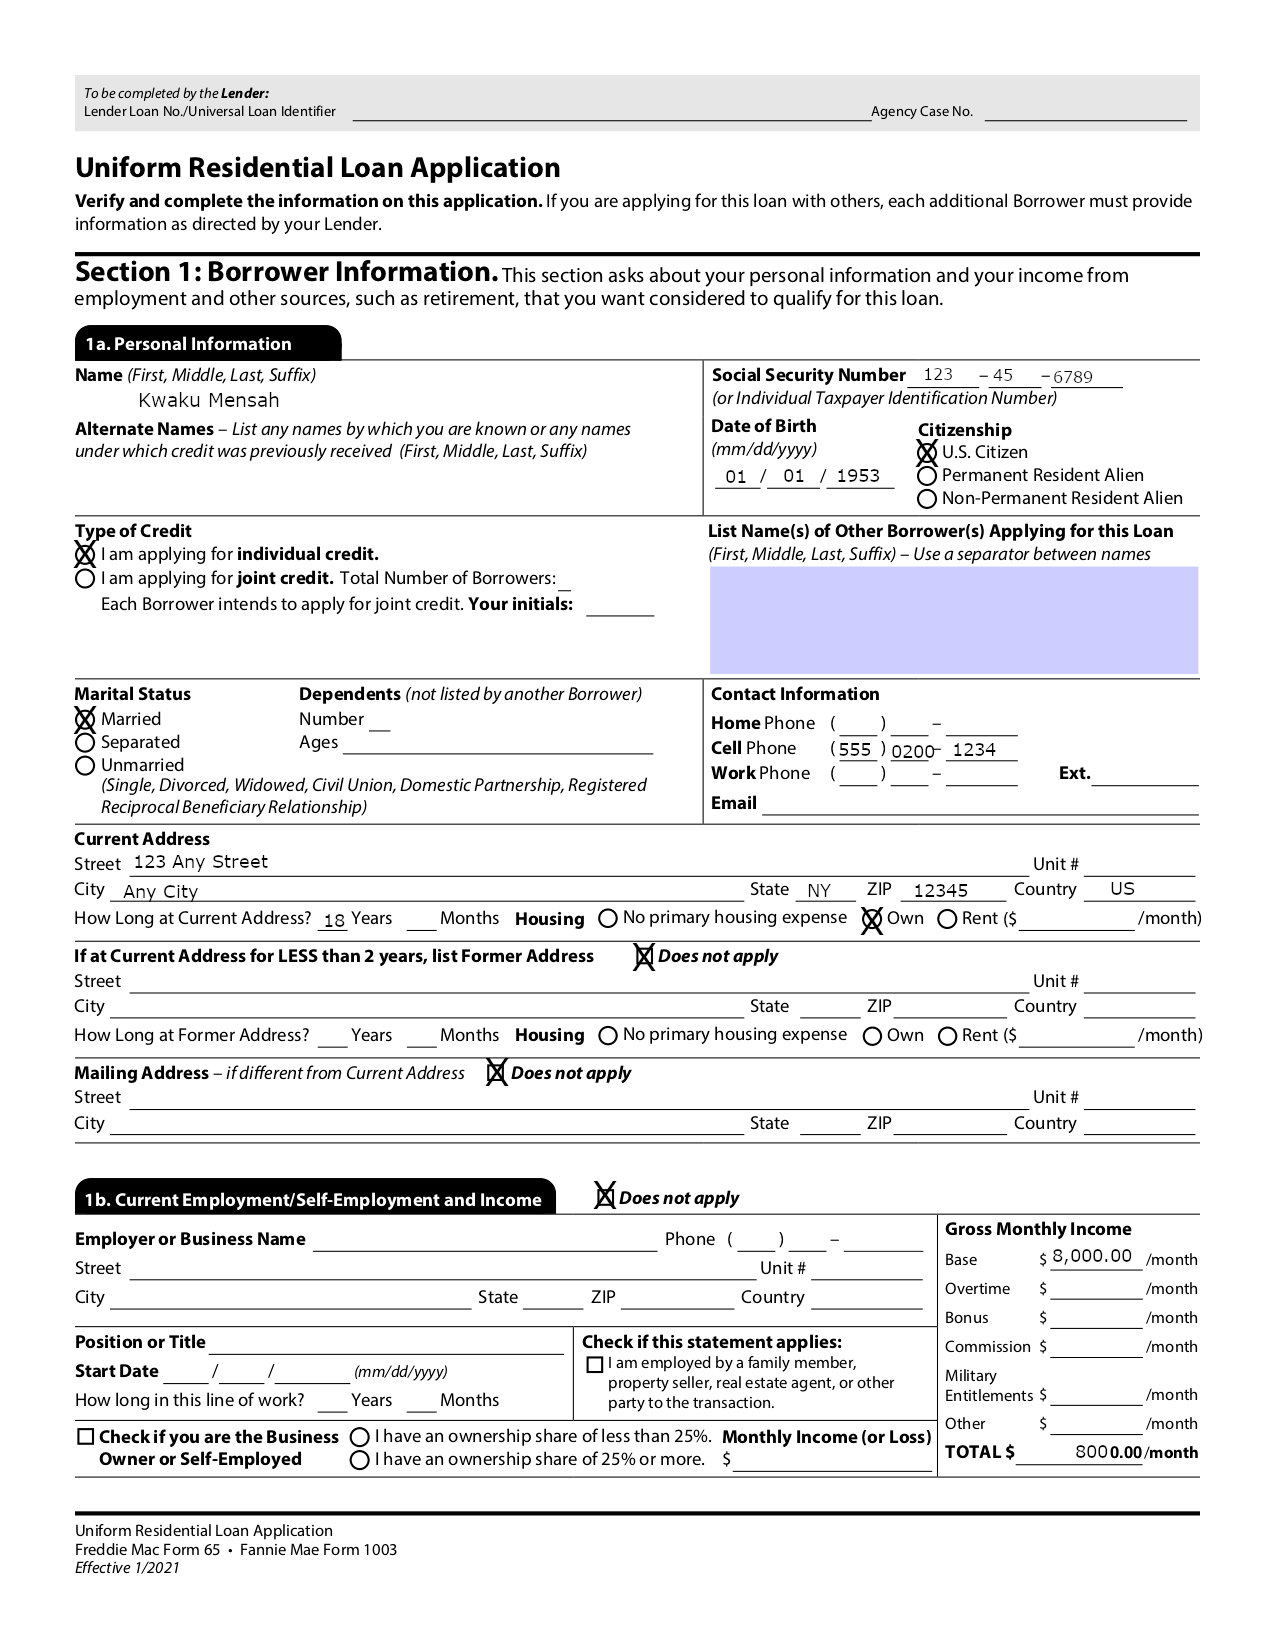 To be completed by the Lender:
Lender Loan No./Universal Loan Identifier Agency Case No.
Uniform Residential Loan Application
Verify and complete the information on this application. If you are applying for this loan with others, each additional Borrower must provide
information as directed by your Lender.
Section 1: Borrower Information. This section asks about your personal information and your income from
employment and other sources, such as retirement, that you want considered to qualify for this loan.
1a. Personal Information
Name (First, Middle, Last, Suffix)
Kwaku Mensah
Alternate Names – List any names by which you are known or any names
under which credit was previously received (First, Middle, Last, Suffix)
Social Security Number 123 – 45 – 6789
(or Individual Taxpayer Identification Number)
Date of Birth
(mm/dd/yyyy)
01 / 01 / 1953
Citizenship
X U.S. Citizen
Permanent Resident Alien
Non-Permanent Resident Alien
Type of Credit
X I am applying for individual credit.
I am applying for joint credit. Total Number of Borrowers:
Each Borrower intends to apply for joint credit. Your initials:
List Name(s) of Other Borrower(s) Applying for this Loan
(First, Middle, Last, Suffix) – Use a separator between names
Marital Status
X Married
Separated
Unmarried
(Single, Divorced, Widowed, Civil Union, Domestic Partnership, Registered
Reciprocal Beneficiary Relationship)
Dependents (not listed by another Borrower)
Number
Ages
Contact Information
Home Phone ( ) –
Cell Phone ( 555 ) 0200 – 1234
Work Phone ( ) – Ext.
Email
Current Address
Street 123 Any Street Unit #
City Any City State NY ZIP 12345 Country US
How Long at Current Address? 18 Years Months Housing No primary housing expense X Own Rent ($ /month)
If at Current Address for LESS than 2 years, list Former Address X Does not apply
Street Unit #
City State ZIP Country
How Long at Former Address? Years Months Housing No primary housing expense Own Rent ($ /month)
Mailing Address – if different from Current Address X Does not apply
Street Unit #
City State ZIP Country
1b. Current Employment/Self-Employment and Income X Does not apply
Employer or Business Name Phone ( ) –
Street Unit #
City State ZIP Country
Position or Title
Start Date / / (mm/dd/yyyy)
How long in this line of work? Years Months
Check if this statement applies:
I am employed by a family member,
property seller, real estate agent, or other
party to the transaction.
Check if you are the Business
Owner or Self-Employed
I have an ownership share of less than 25%.
I have an ownership share of 25% or more.
Monthly Income (or Loss)
$
Gross Monthly Income
Base $ 8,000.00 /month
Overtime $ /month
Bonus $ /month
Commission $ /month
Military
Entitlements $ /month
Other $ /month
TOTAL $ 8000.00 /month
Uniform Residential Loan Application
Freddie Mac Form 65 • Fannie Mae Form 1003
Effective 1/2021